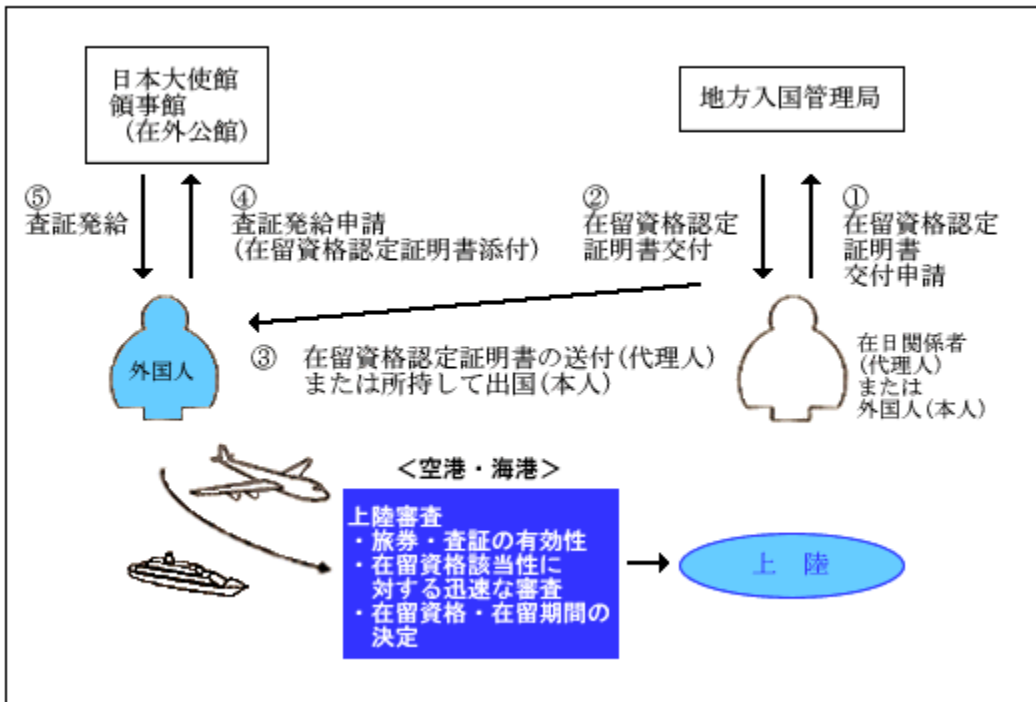 日本大使館
領事館
(在外公館)
地方入国管理局
⑤
査証発給
④
査証発給申請
(在留資格認定証明書添付)
②
在留資格認定
証明書交付
①
在留資格認定
証明書
交付申請
外国人
③ 在留資格認定証明書の送付(代理人)
または所持して出国(本人)
在日関係者
(代理人)
または
外国人(本人)
<空港・海港>
上陸審査
・旅券・査証の有効性
・在留資格該当性に
対する迅速な審査
・在留資格・在留期間の
決定
上 陸